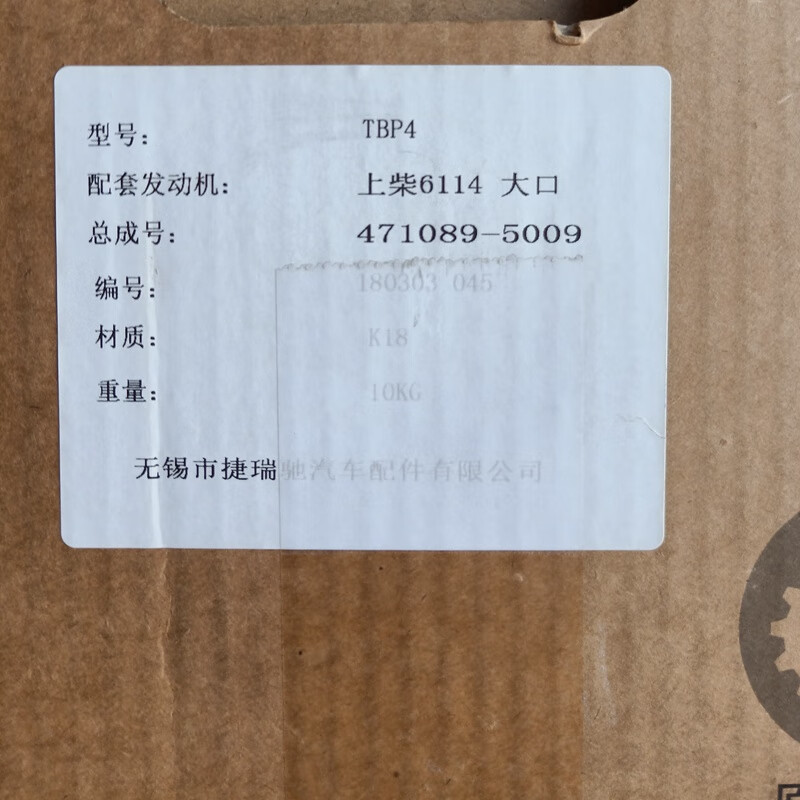 型号： TBP4
配套发动机： 上柴6114 大口
总成号： 471089-5009
编号： 180303 045
材质： K18
重量： 10KG
无锡市捷瑞驰汽车配件有限公司